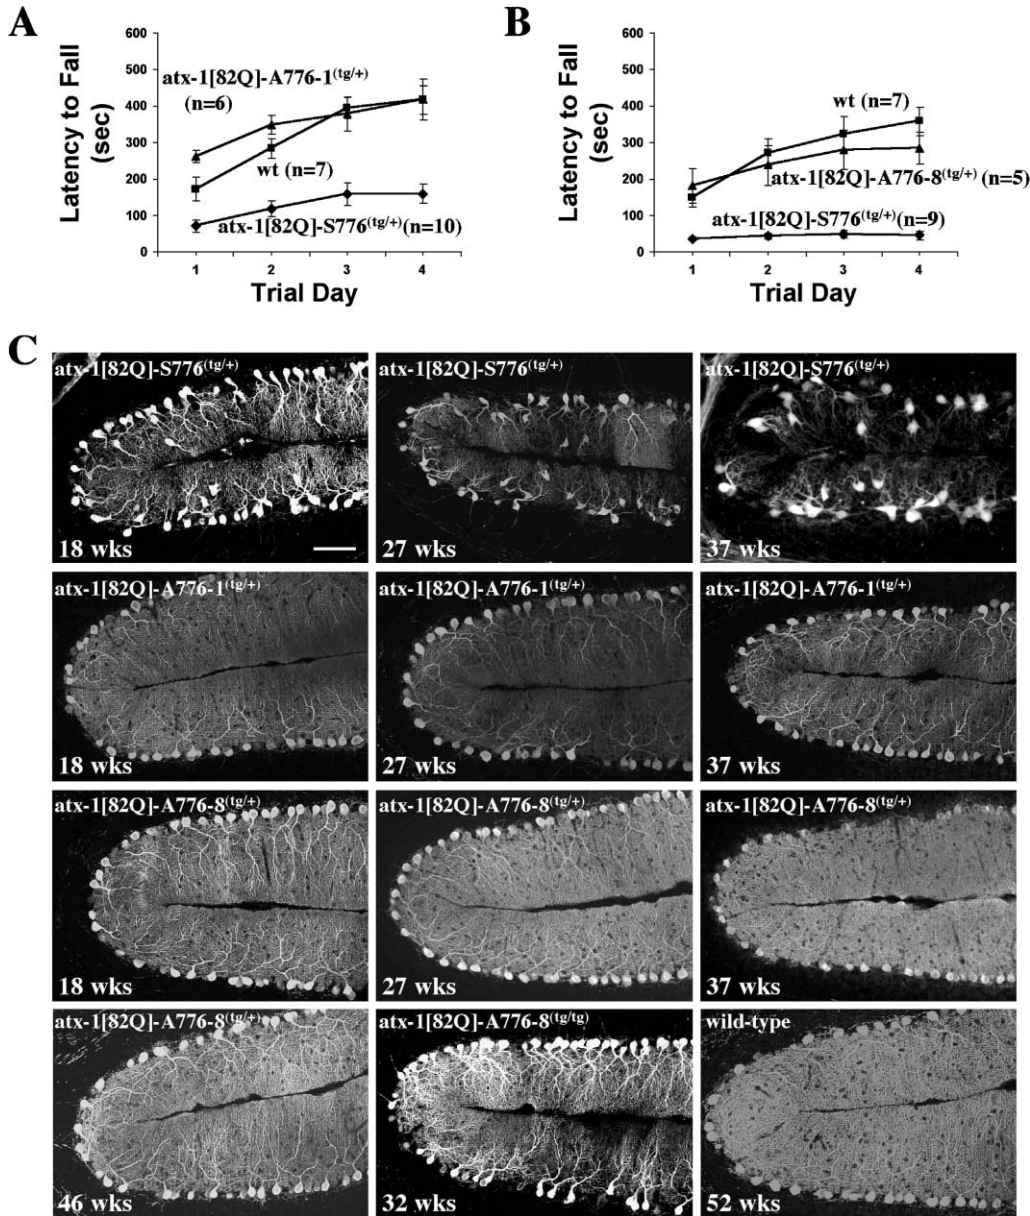 A
B
600
500
400
300
200
100
0
Latency to Fall
(sec)
atx-1[82Q]-A776-1(tg/+)
(n=6)
wt (n=7)
atx-1[82Q]-S776(tg/+)(n=10)
1 2 3 4
Trial Day
600
500
400
300
200
100
0
Latency to Fall
(sec)
wt (n=7)
atx-1[82Q]-A776-8(tg/+) (n=5)
atx-1[82Q]-S776(tg/+)(n=9)
1 2 3 4
Trial Day
C
atx-1[82Q]-S776(tg/+)
18 wks
atx-1[82Q]-S776(tg/+)
27 wks
atx-1[82Q]-S776(tg/+)
37 wks
atx-1[82Q]-A776-1(tg/+)
18 wks
atx-1[82Q]-A776-1(tg/+)
27 wks
atx-1[82Q]-A776-1(tg/+)
37 wks
atx-1[82Q]-A776-8(tg/+)
18 wks
atx-1[82Q]-A776-8(tg/+)
27 wks
atx-1[82Q]-A776-8(tg/+)
37 wks
atx-1[82Q]-A776-8(tg/+)
46 wks
atx-1[82Q]-A776-8(tg/tg)
32 wks
wild-type
52 wks